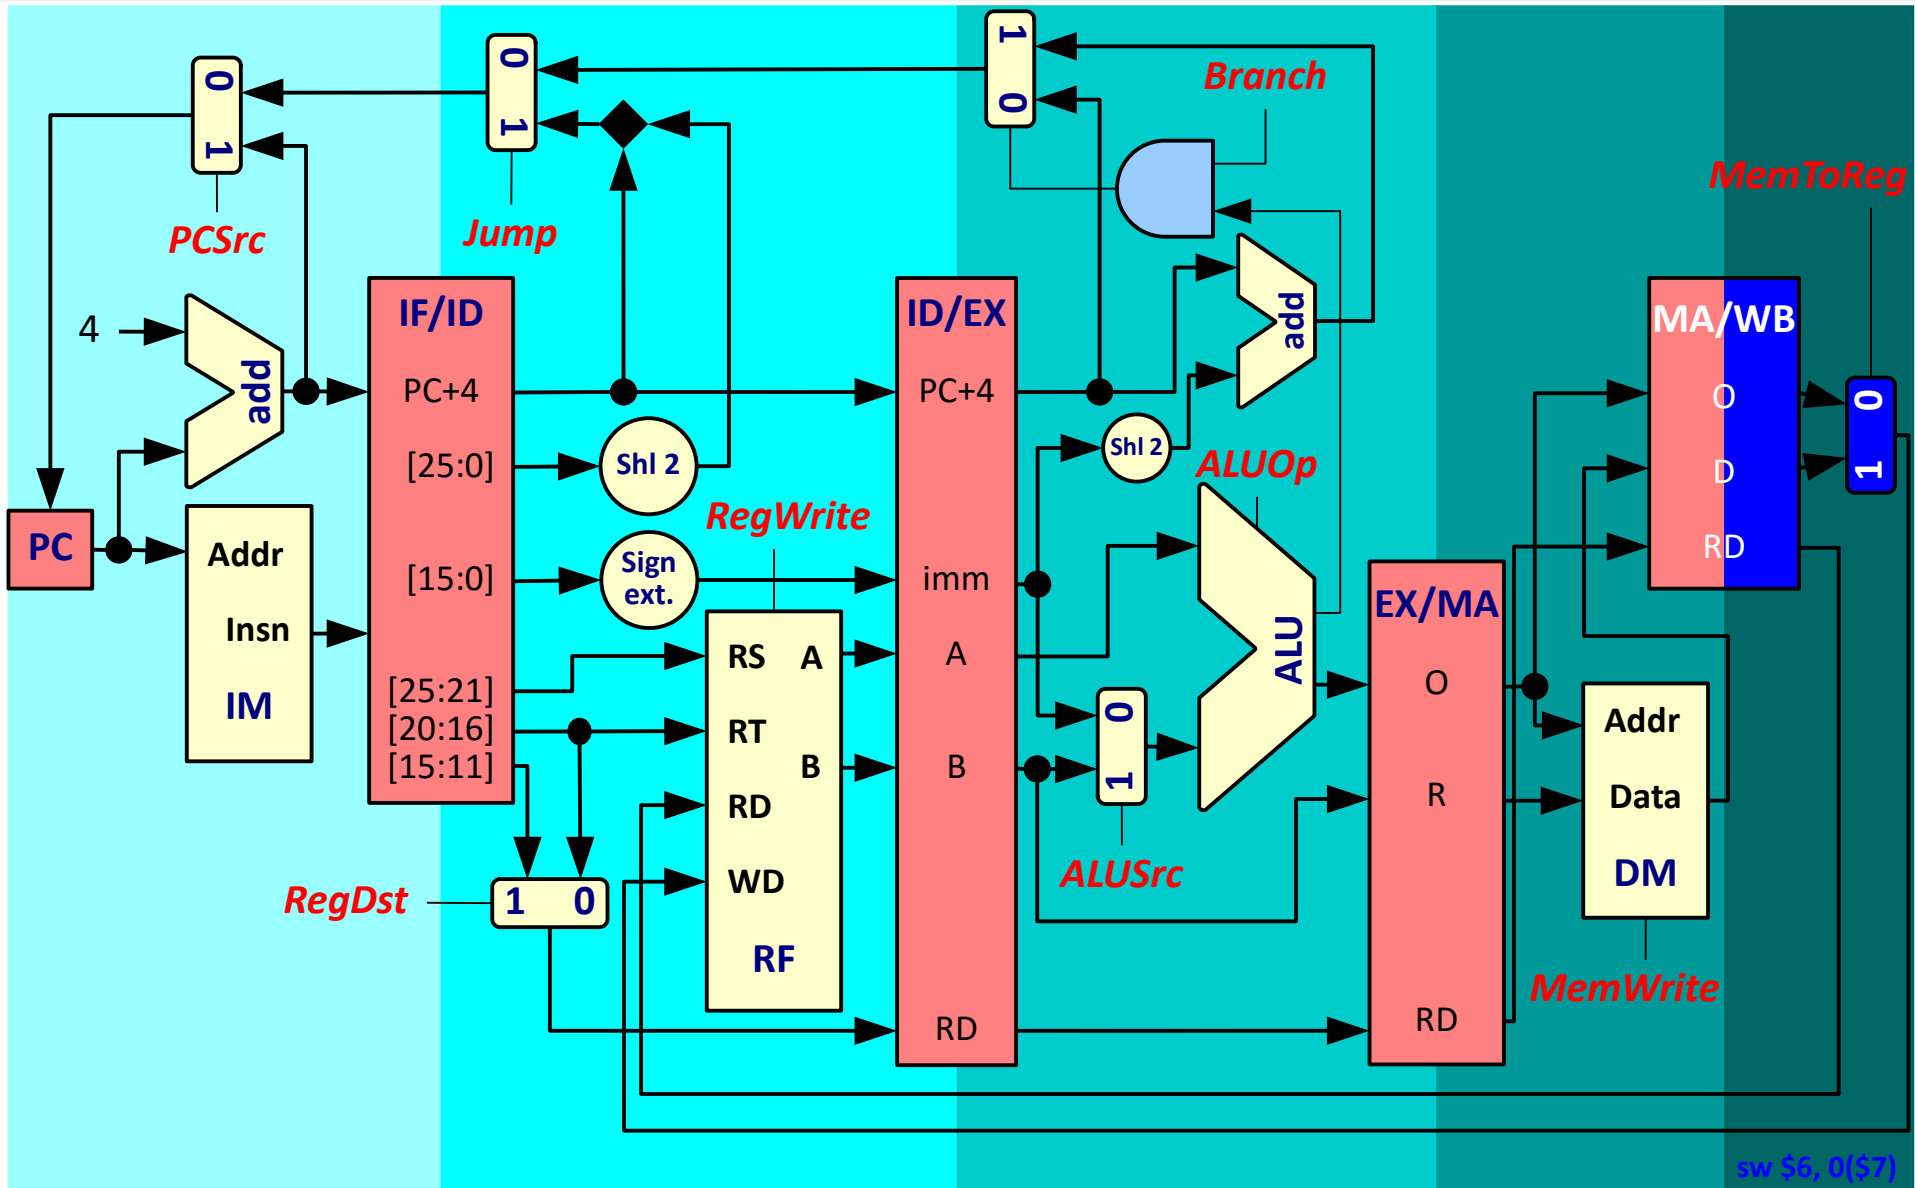 0
1
PCSrc
0
1
Jump
1
0
Branch
MemToReg
4
add
IF/ID
PC+4
[25:0]
[15:0]
[25:21]
[20:16]
[15:11]
Shl 2
Sign
ext.
RegWrite
PC
Addr
Insn
IM
RS
A
RT
B
RD
WD
RF
RegDst
1
0
ID/EX
PC+4
imm
A
B
RD
add
Shl 2
ALUOp
ALU
0
1
ALUSrc
EX/MA
O
R
RD
Addr
Data
DM
MemWrite
MA/WB
O
D
RD
0
1
sw $6, 0($7)